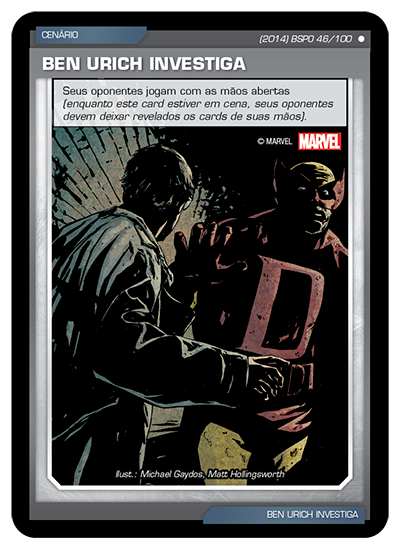 CENÁRIO
(2014) BSPO 46/100 ●
BEN URICH INVESTIGA
Seus oponentes jogam com as mãos abertas
(enquanto este card estiver em cena, seus oponentes
devem deixar revelados os cards de suas mãos).
© MARVEL MARVEL
D
D
Ilust.: Michael Gaydos, Matt Hollingsworth
BEN URICH INVESTIGA